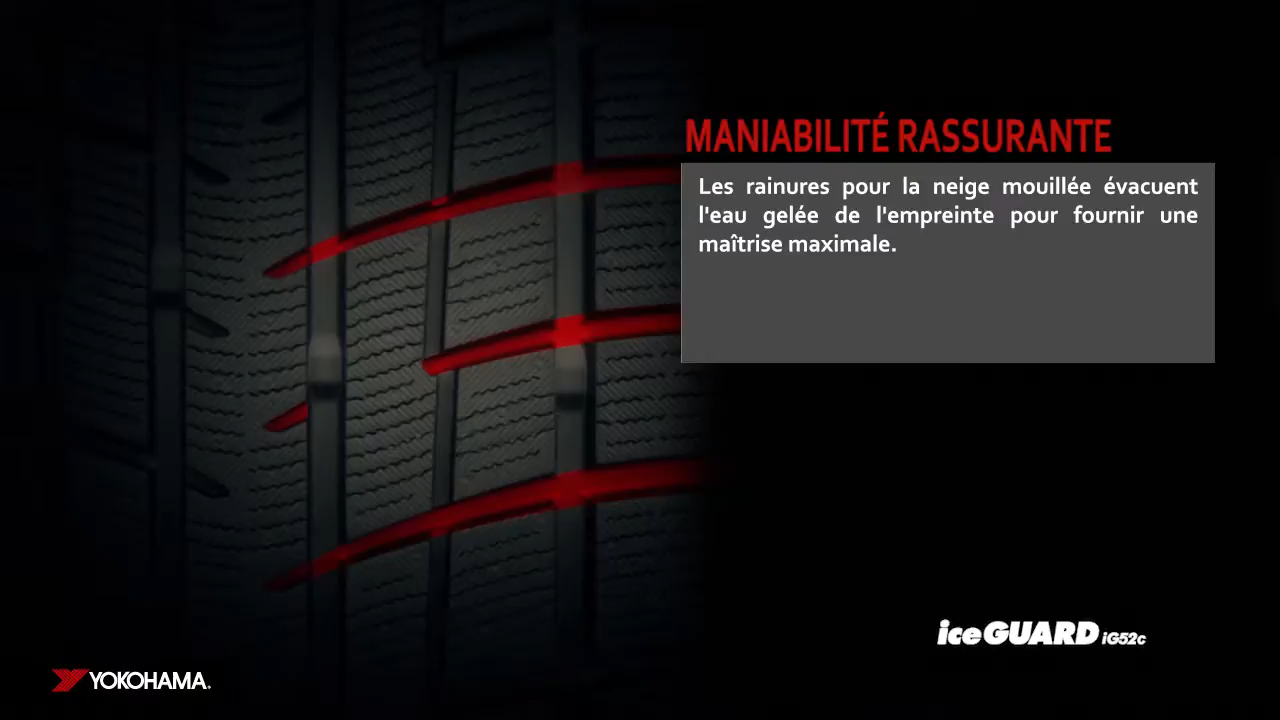 MANIABILITÉ RASSURANTE
Les rainures pour la neige mouillée évacuent
l'eau gelée de l'empreinte pour fournir une
maîtrise maximale.
iceGUARD iG52c
YOKOHAMA